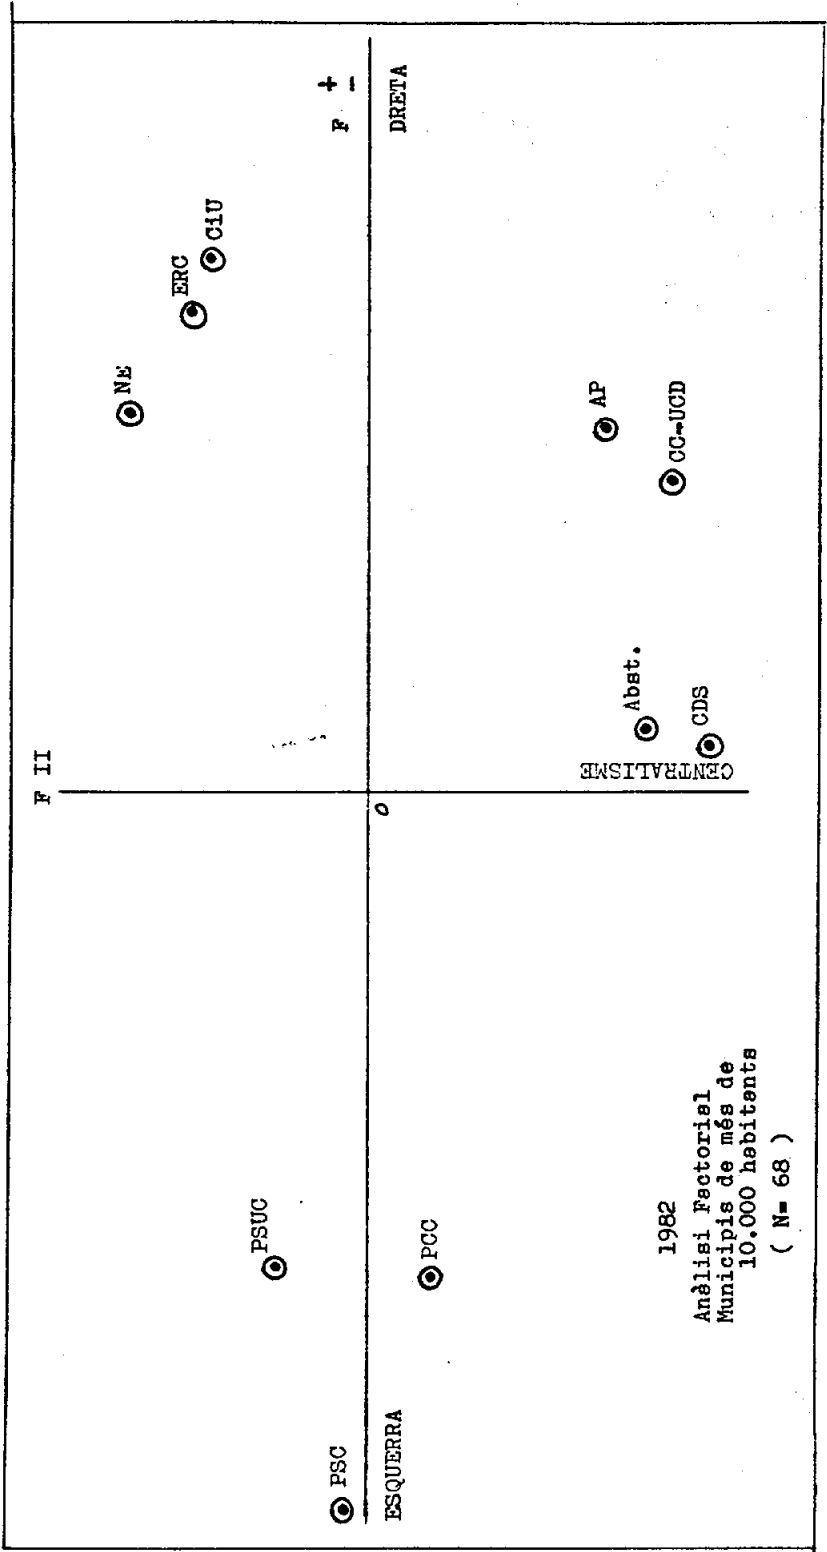 F II
F +
−
DRETA
NE
ERC
CiU
AP
CC-UCD
Abst.
CDS
CENTRALISME
0
PSUC
PCC
PSC
ESQUERRA
1982
Anàlisi Factorial
Municipis de més de
10.000 habitants
( N= 68 )